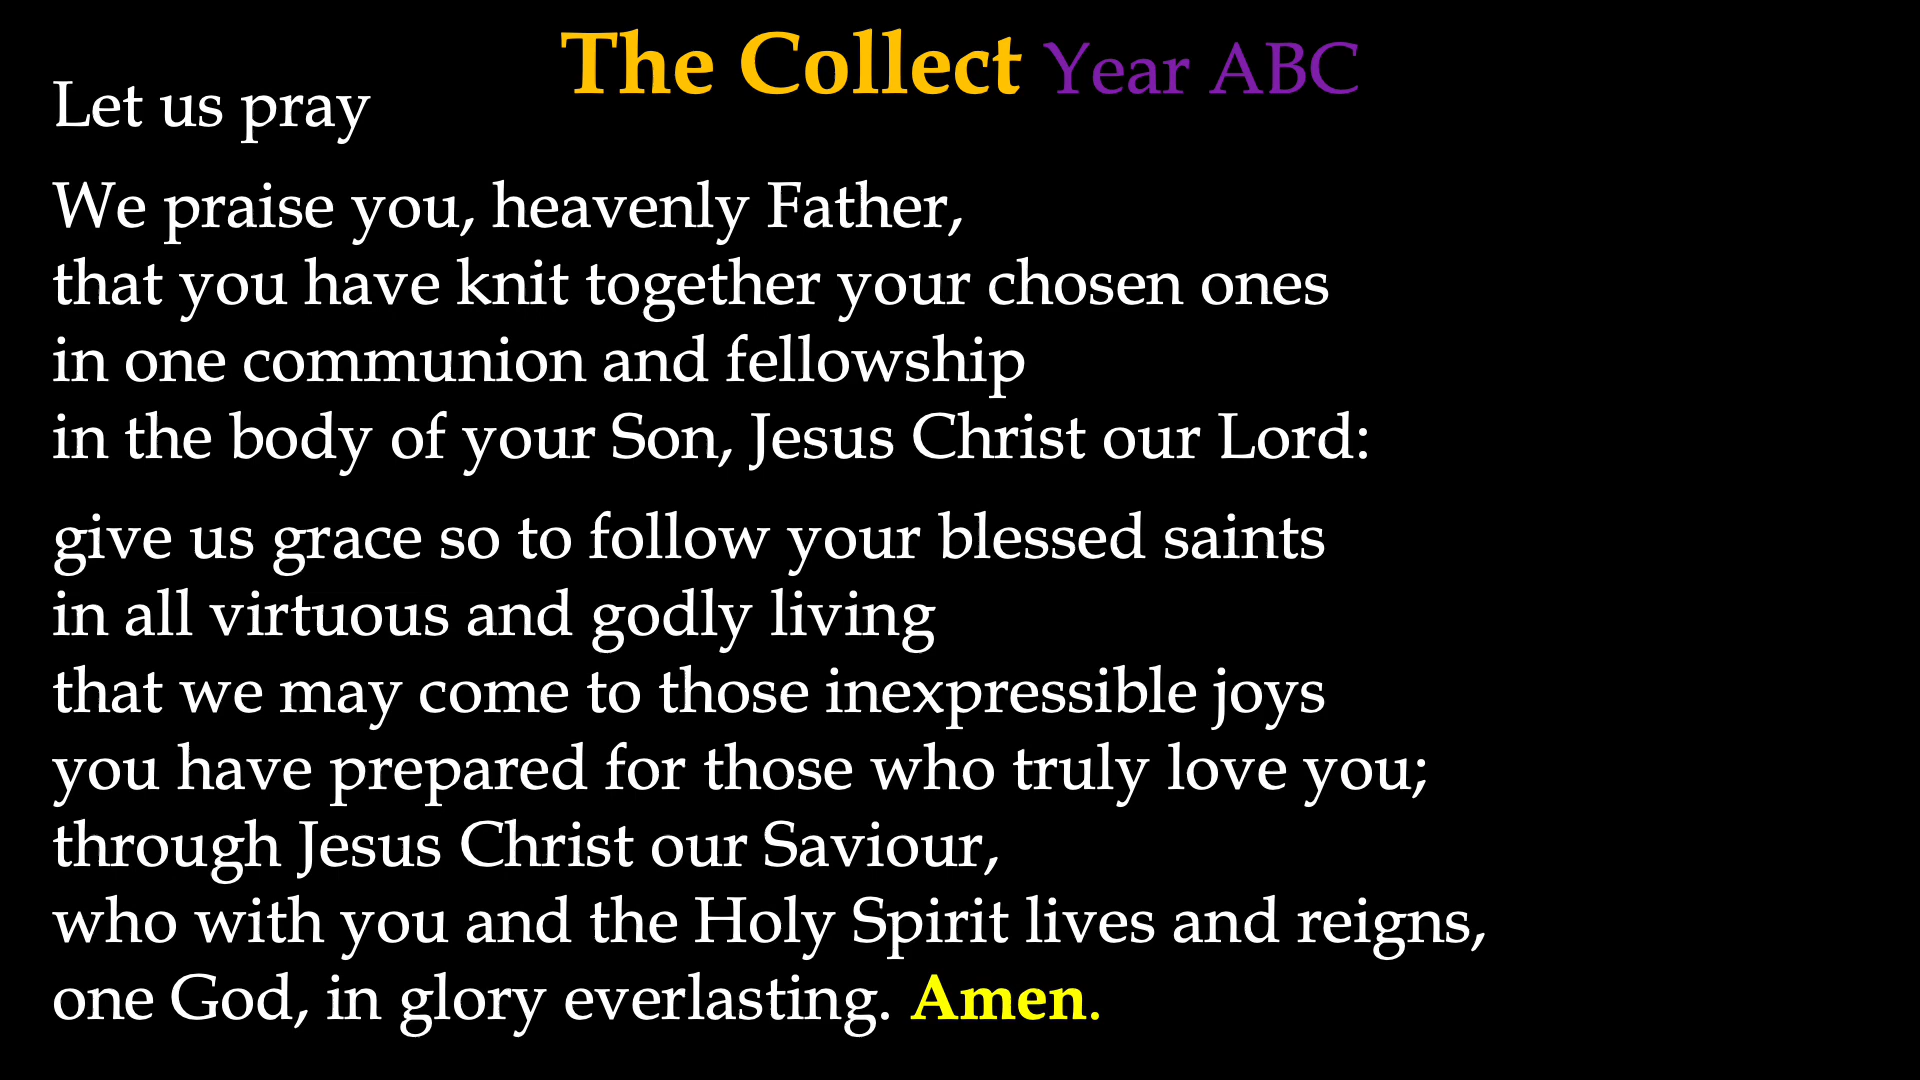 The Collect Year ABC
Let us pray
We praise you, heavenly Father,
that you have knit together your chosen ones
in one communion and fellowship
in the body of your Son, Jesus Christ our Lord:
give us grace so to follow your blessed saints
in all virtuous and godly living
that we may come to those inexpressible joys
you have prepared for those who truly love you;
through Jesus Christ our Saviour,
who with you and the Holy Spirit lives and reigns,
one God, in glory everlasting. Amen.